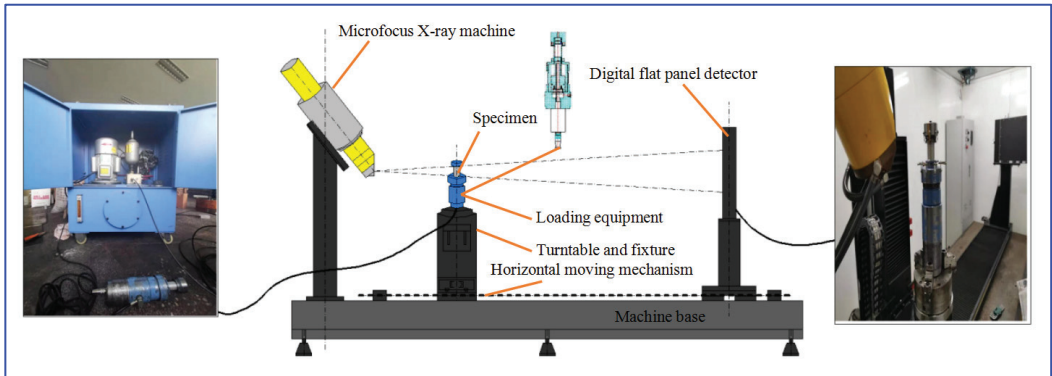 Microfocus X-ray machine
Digital flat panel detector
Specimen
Loading equipment
Turntable and fixture
Horizontal moving mechanism
Machine base